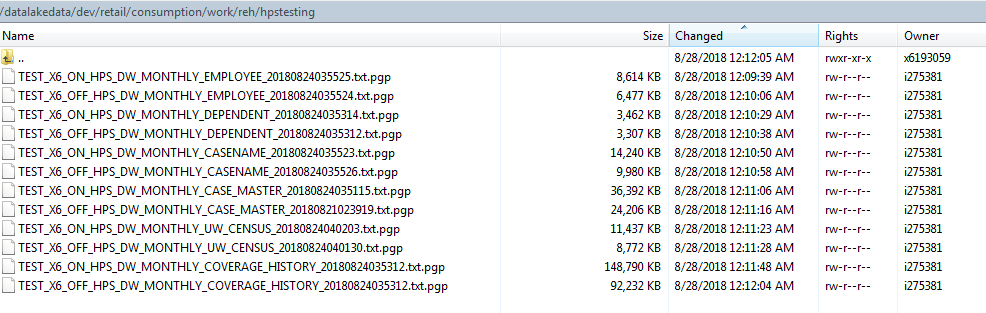 /datalakedata/dev/retail/consumption/work/reh/hpstesting
Name Size Changed Rights Owner
.. 8/28/2018 12:12:05 AM rwxr-xr-x x6193059
TEST_X6_ON_HPS_DW_MONTHLY_EMPLOYEE_20180824035525.txt.pgp 8,614 KB 8/28/2018 12:09:39 AM rw-r--r-- i275381
TEST_X6_OFF_HPS_DW_MONTHLY_EMPLOYEE_20180824035524.txt.pgp 6,477 KB 8/28/2018 12:10:06 AM rw-r--r-- i275381
TEST_X6_ON_HPS_DW_MONTHLY_DEPENDENT_20180824035314.txt.pgp 3,462 KB 8/28/2018 12:10:29 AM rw-r--r-- i275381
TEST_X6_OFF_HPS_DW_MONTHLY_DEPENDENT_20180824035312.txt.pgp 3,307 KB 8/28/2018 12:10:38 AM rw-r--r-- i275381
TEST_X6_ON_HPS_DW_MONTHLY_CASENAME_20180824035523.txt.pgp 14,240 KB 8/28/2018 12:10:50 AM rw-r--r-- i275381
TEST_X6_OFF_HPS_DW_MONTHLY_CASENAME_20180824035526.txt.pgp 9,980 KB 8/28/2018 12:10:58 AM rw-r--r-- i275381
TEST_X6_ON_HPS_DW_MONTHLY_CASE_MASTER_20180824035115.txt.pgp 36,392 KB 8/28/2018 12:11:06 AM rw-r--r-- i275381
TEST_X6_OFF_HPS_DW_MONTHLY_CASE_MASTER_20180821023919.txt.pgp 24,206 KB 8/28/2018 12:11:16 AM rw-r--r-- i275381
TEST_X6_ON_HPS_DW_MONTHLY_UW_CENSUS_20180824040203.txt.pgp 11,437 KB 8/28/2018 12:11:23 AM rw-r--r-- i275381
TEST_X6_OFF_HPS_DW_MONTHLY_UW_CENSUS_20180824040130.txt.pgp 8,772 KB 8/28/2018 12:11:28 AM rw-r--r-- i275381
TEST_X6_ON_HPS_DW_MONTHLY_COVERAGE_HISTORY_20180824035312.txt.pgp 148,790 KB 8/28/2018 12:11:48 AM rw-r--r-- i275381
TEST_X6_OFF_HPS_DW_MONTHLY_COVERAGE_HISTORY_20180824035312.txt.pgp 92,232 KB 8/28/2018 12:12:04 AM rw-r--r-- i275381